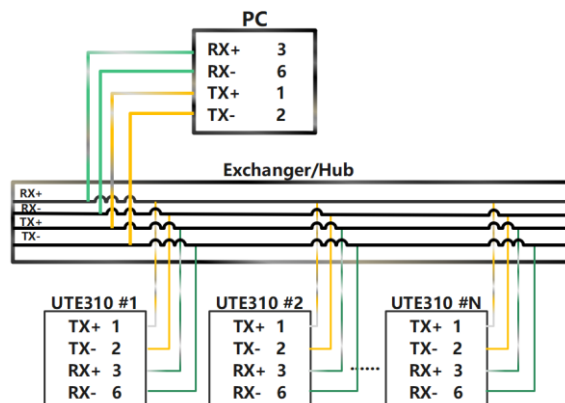 PC
RX+ 3
RX- 6
TX+ 1
TX- 2
Exchanger/Hub
RX+
RX-
TX+
TX-
UTE310 #1 UTE310 #2 UTE310 #N
TX+ 1 TX+ 1 TX+ 1
TX- 2 TX- 2 TX- 2
RX+ 3 RX+ 3 ...... RX+ 3
RX- 6 RX- 6 RX- 6